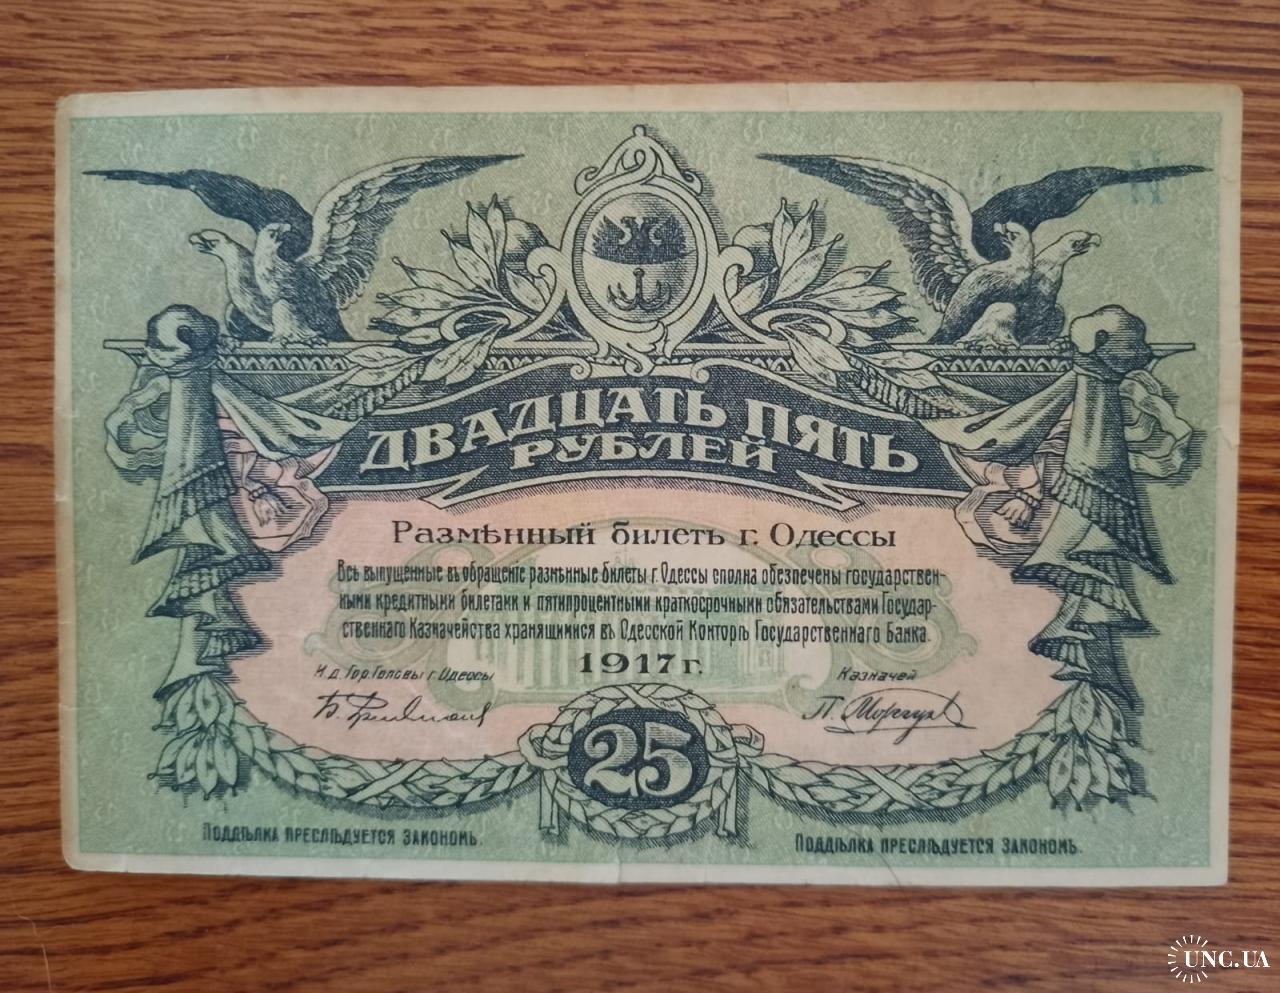 ДВАДЦАТЬ ПЯТЬ
РУБЛЕЙ
Размѣнный билетъ г. Одессы
Всѣ выпущенные въ обращеніе размѣнные билеты г. Одессы сполна обезпечены государствен-
ными кредитными билетами и пятипроцентными краткосрочными обязательствами Государ-
ственнаго Казначейства хранящимися въ Одесской Конторѣ Государственнаго Банка.
1917 г.
И. д. Гор. Головы г. Одессы
Казначей
25
Поддѣлка преслѣдуется закономъ.
Поддѣлка преслѣдуется закономъ.
UNC.UA